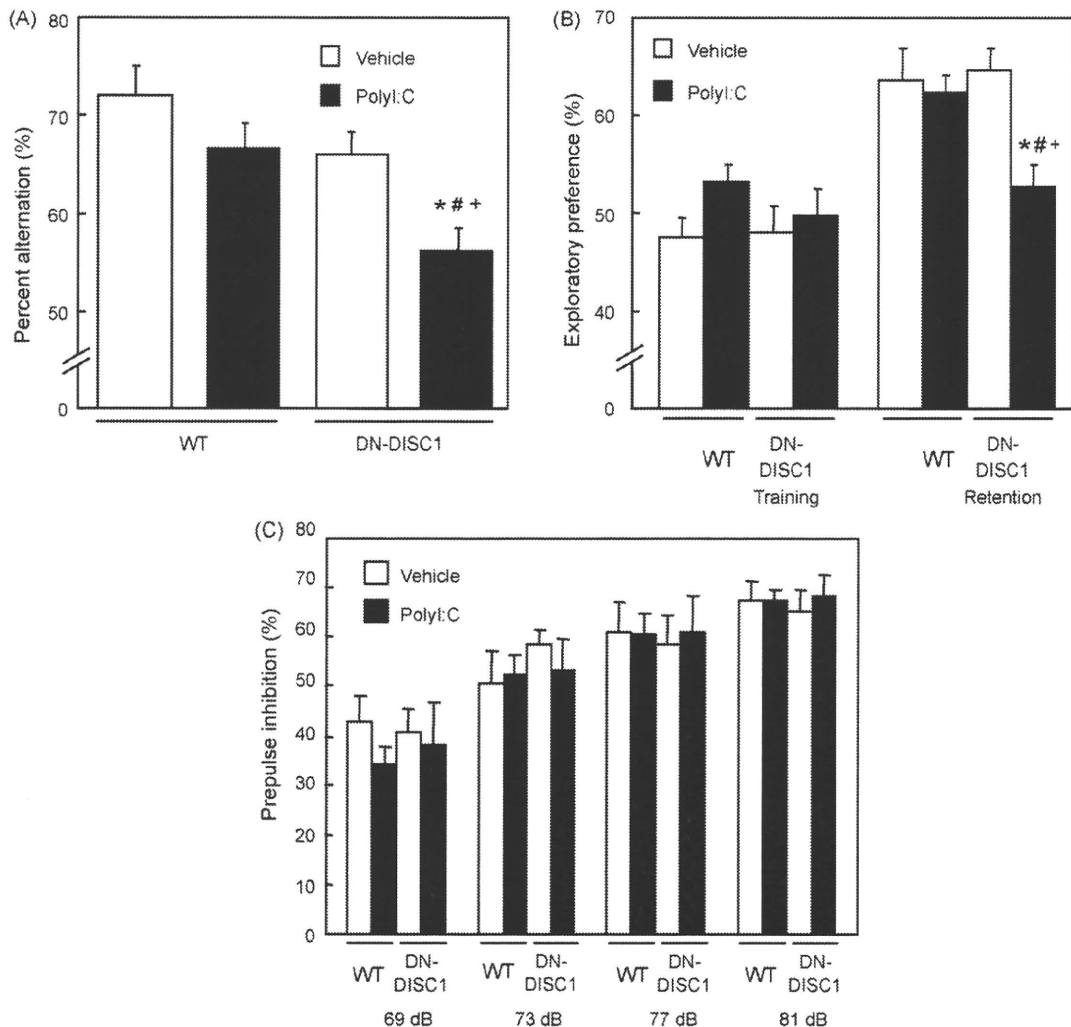 (A)
80
70
60
50
0
Percent alternation (%)
Vehicle
PolyI:C
*#+
WT
DN-DISC1
(B)
70
60
50
40
0
Exploratory preference (%)
Vehicle
PolyI:C
*#+
WT
DN-
DISC1
Training
WT
DN-
DISC1
Retention
(C)
80
70
60
50
40
30
20
10
0
Prepulse inhibition (%)
Vehicle
PolyI:C
WT
DN-
DISC1
69 dB
WT
DN-
DISC1
73 dB
WT
DN-
DISC1
77 dB
WT
DN-
DISC1
81 dB